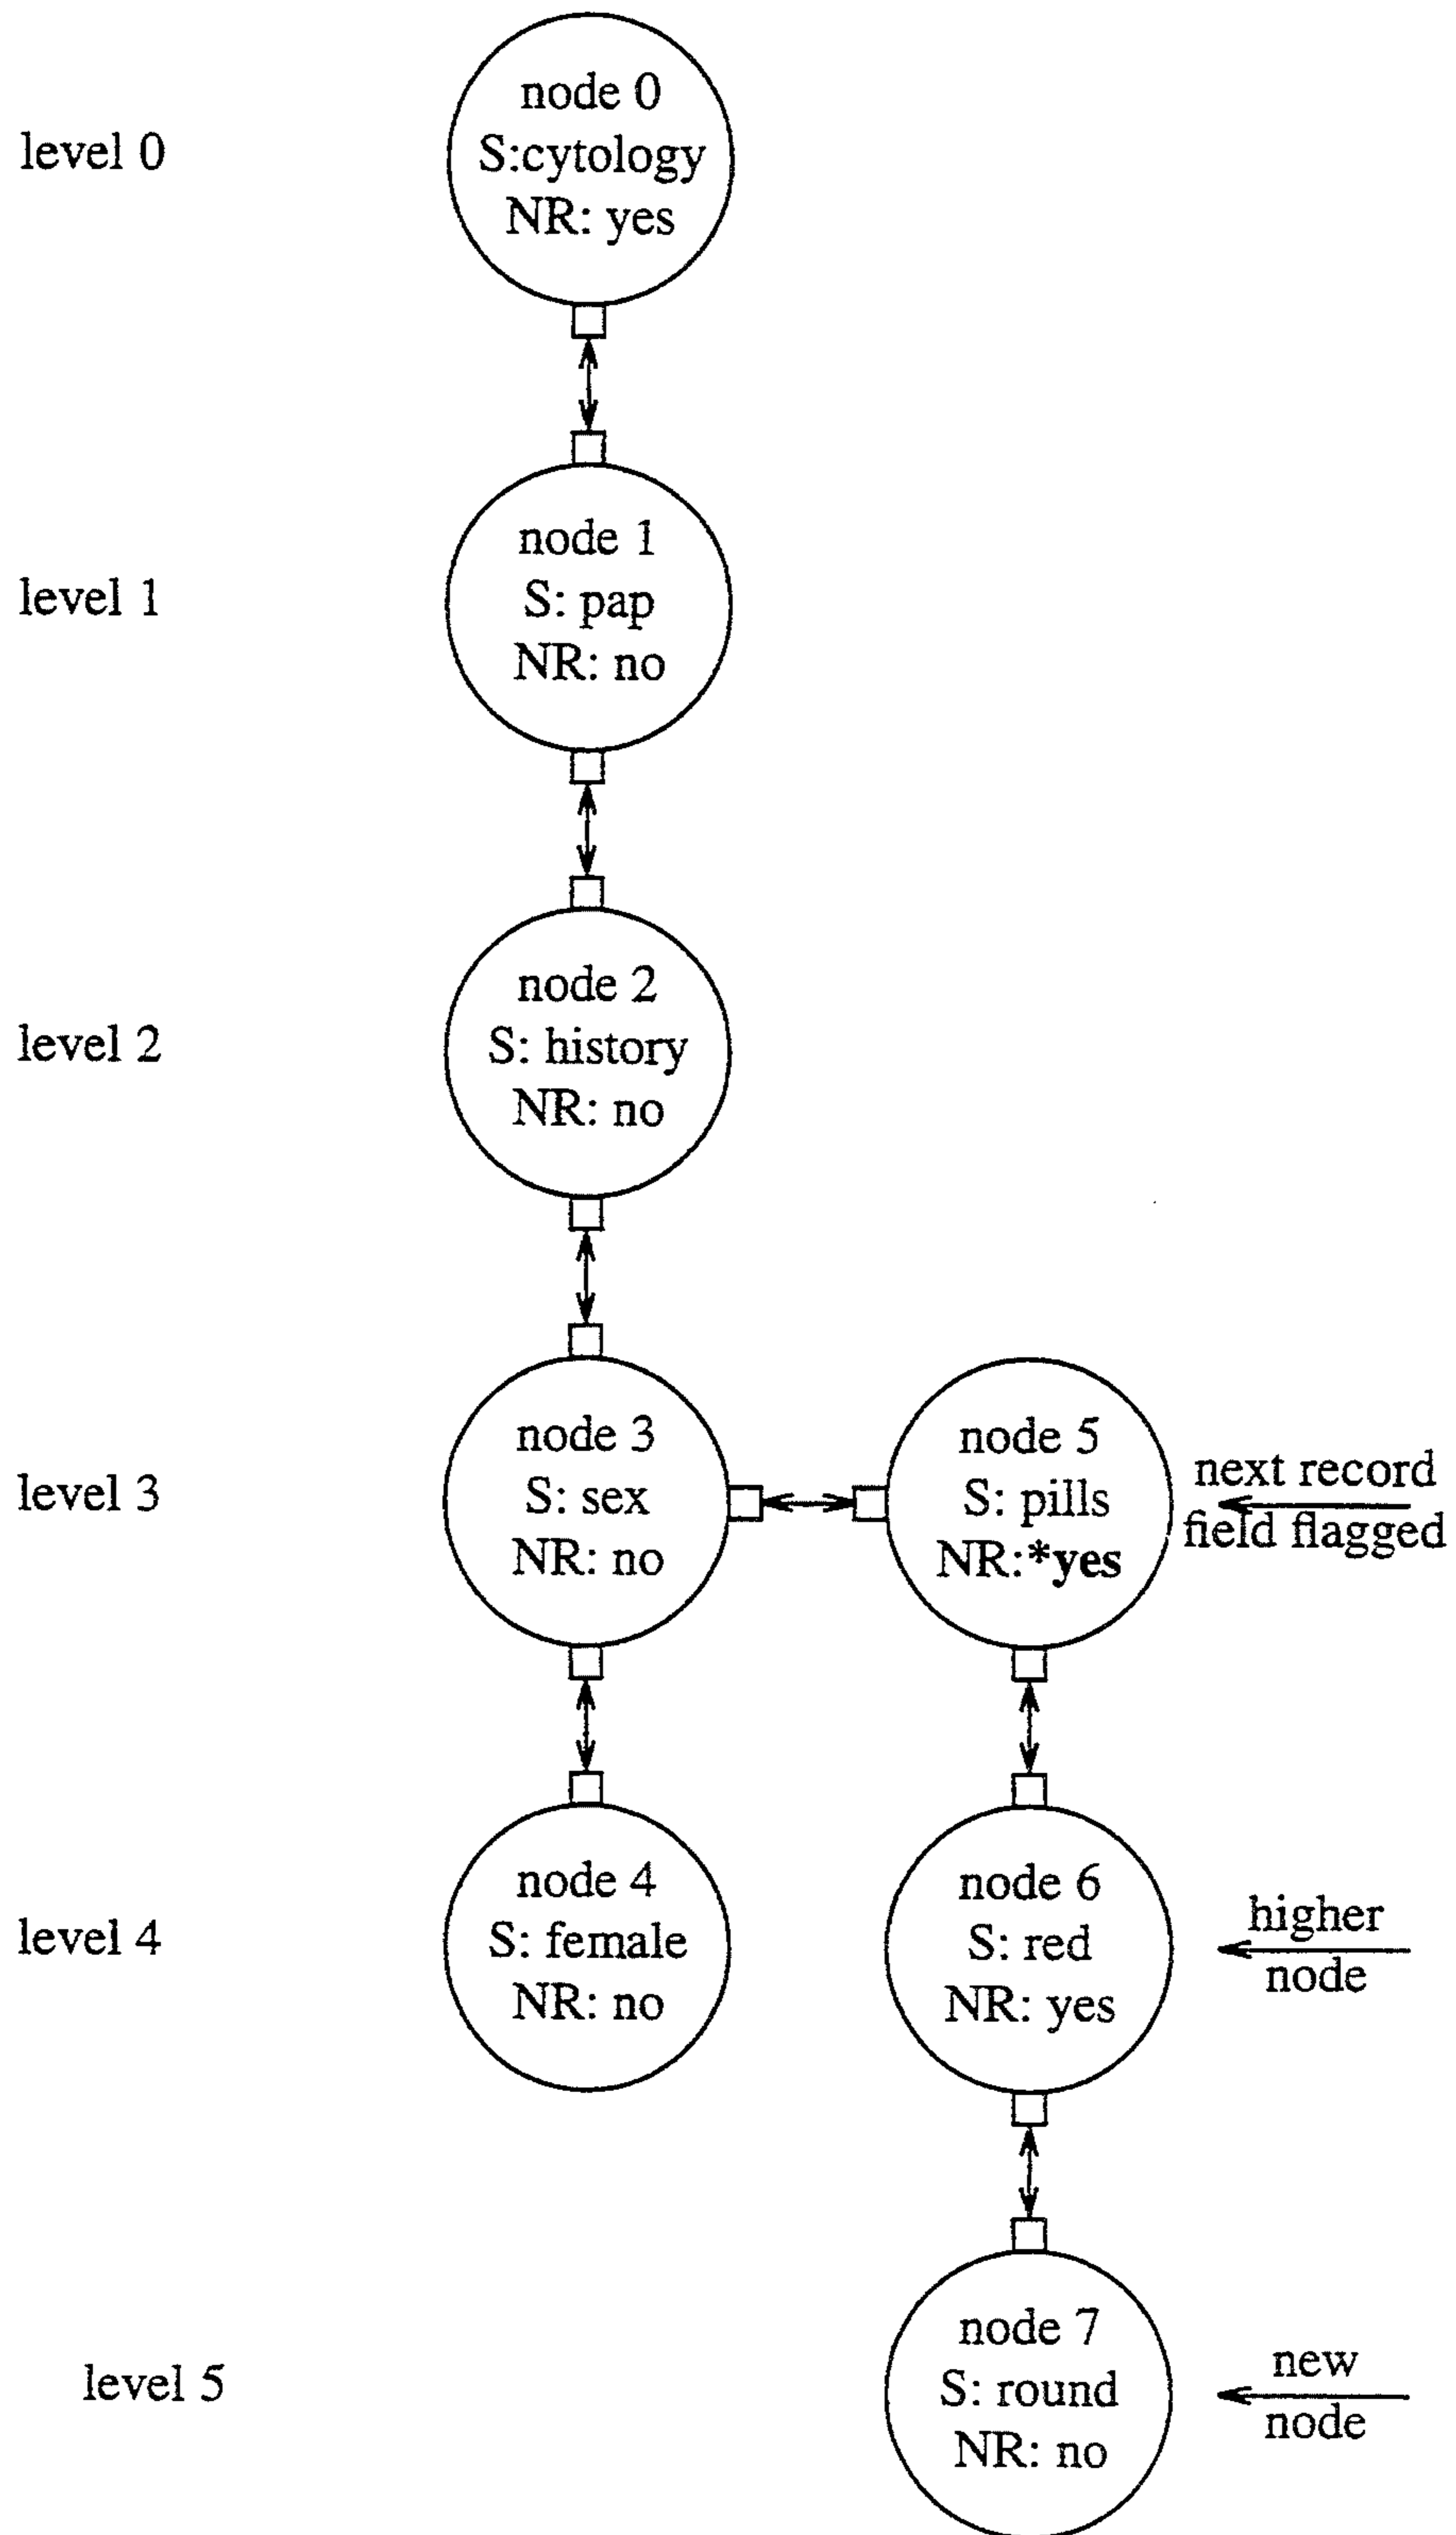 level 0
node 0
S:cytology
NR: yes
level 1
node 1
S: pap
NR: no
level 2
node 2
S: history
NR: no
level 3
node 3
S: sex
NR: no
node 5
S: pills
NR:*yes
next record
field flagged
level 4
node 4
S: female
NR: no
node 6
S: red
NR: yes
higher
node
level 5
node 7
S: round
NR: no
new
node